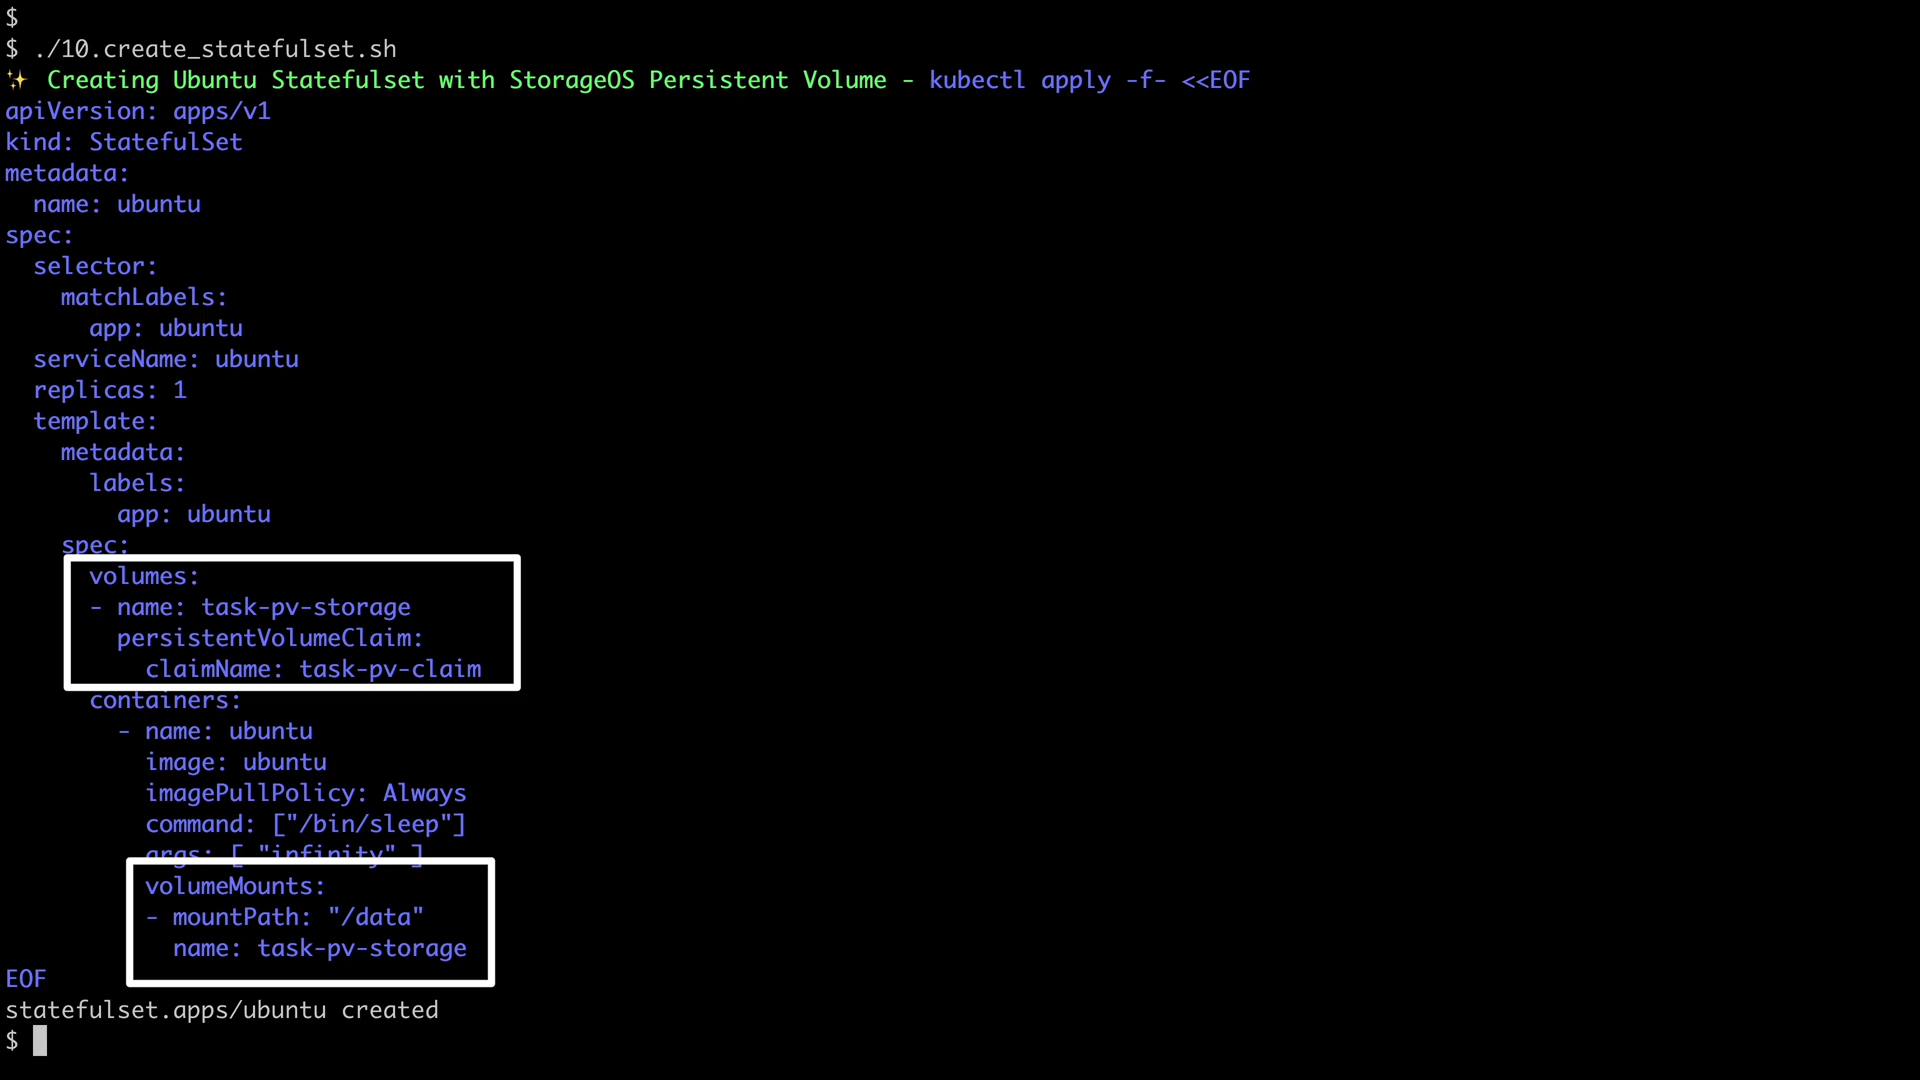 $
$ ./10.create_statefulset.sh
✨ Creating Ubuntu Statefulset with StorageOS Persistent Volume - kubectl apply -f- <<EOF
apiVersion: apps/v1
kind: StatefulSet
metadata:
  name: ubuntu
spec:
  selector:
    matchLabels:
      app: ubuntu
  serviceName: ubuntu
  replicas: 1
  template:
    metadata:
      labels:
        app: ubuntu
    spec:
      volumes:
      - name: task-pv-storage
        persistentVolumeClaim:
          claimName: task-pv-claim
      containers:
        - name: ubuntu
          image: ubuntu
          imagePullPolicy: Always
          command: ["/bin/sleep"]
          args: [ "infinity" ]
          volumeMounts:
          - mountPath: "/data"
            name: task-pv-storage
EOF
statefulset.apps/ubuntu created
$